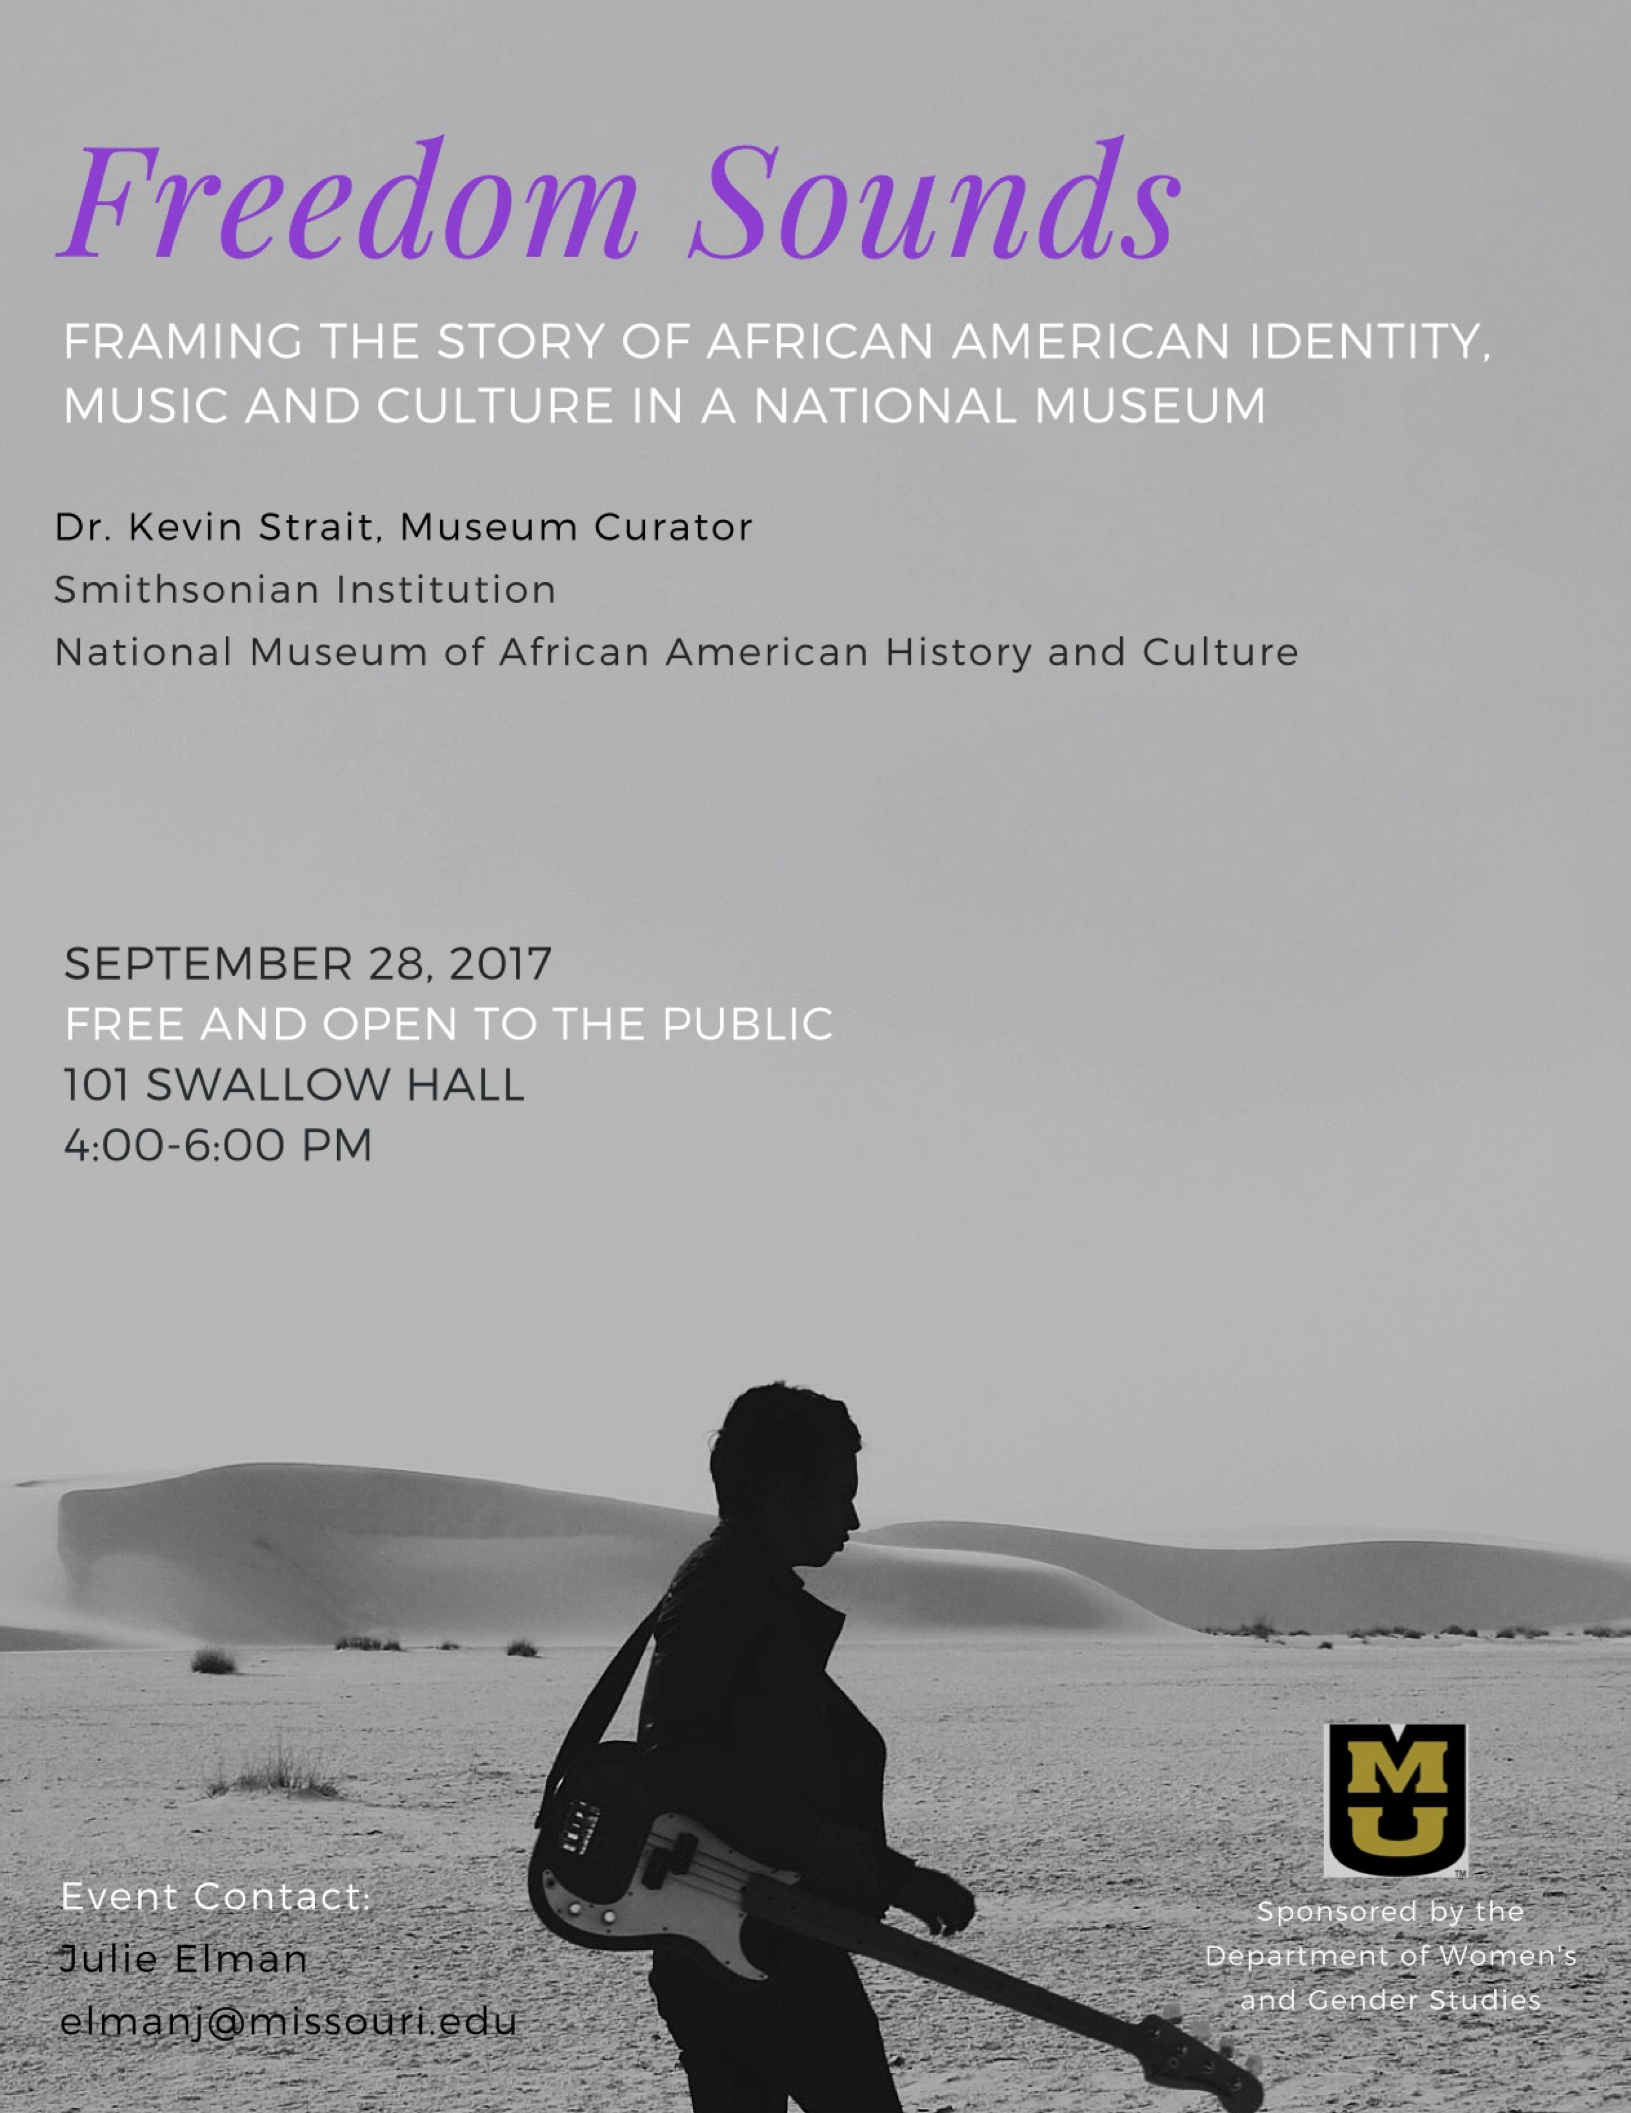 Freedom Sounds
FRAMING THE STORY OF AFRICAN AMERICAN IDENTITY,
MUSIC AND CULTURE IN A NATIONAL MUSEUM
Dr. Kevin Strait, Museum Curator
Smithsonian Institution
National Museum of African American History and Culture
SEPTEMBER 28, 2017
FREE AND OPEN TO THE PUBLIC
101 SWALLOW HALL
4:00-6:00 PM
Event Contact:
Julie Elman
elmanj@missouri.edu
M
U
TM
Sponsored by the
Department of Women's
and Gender Studies